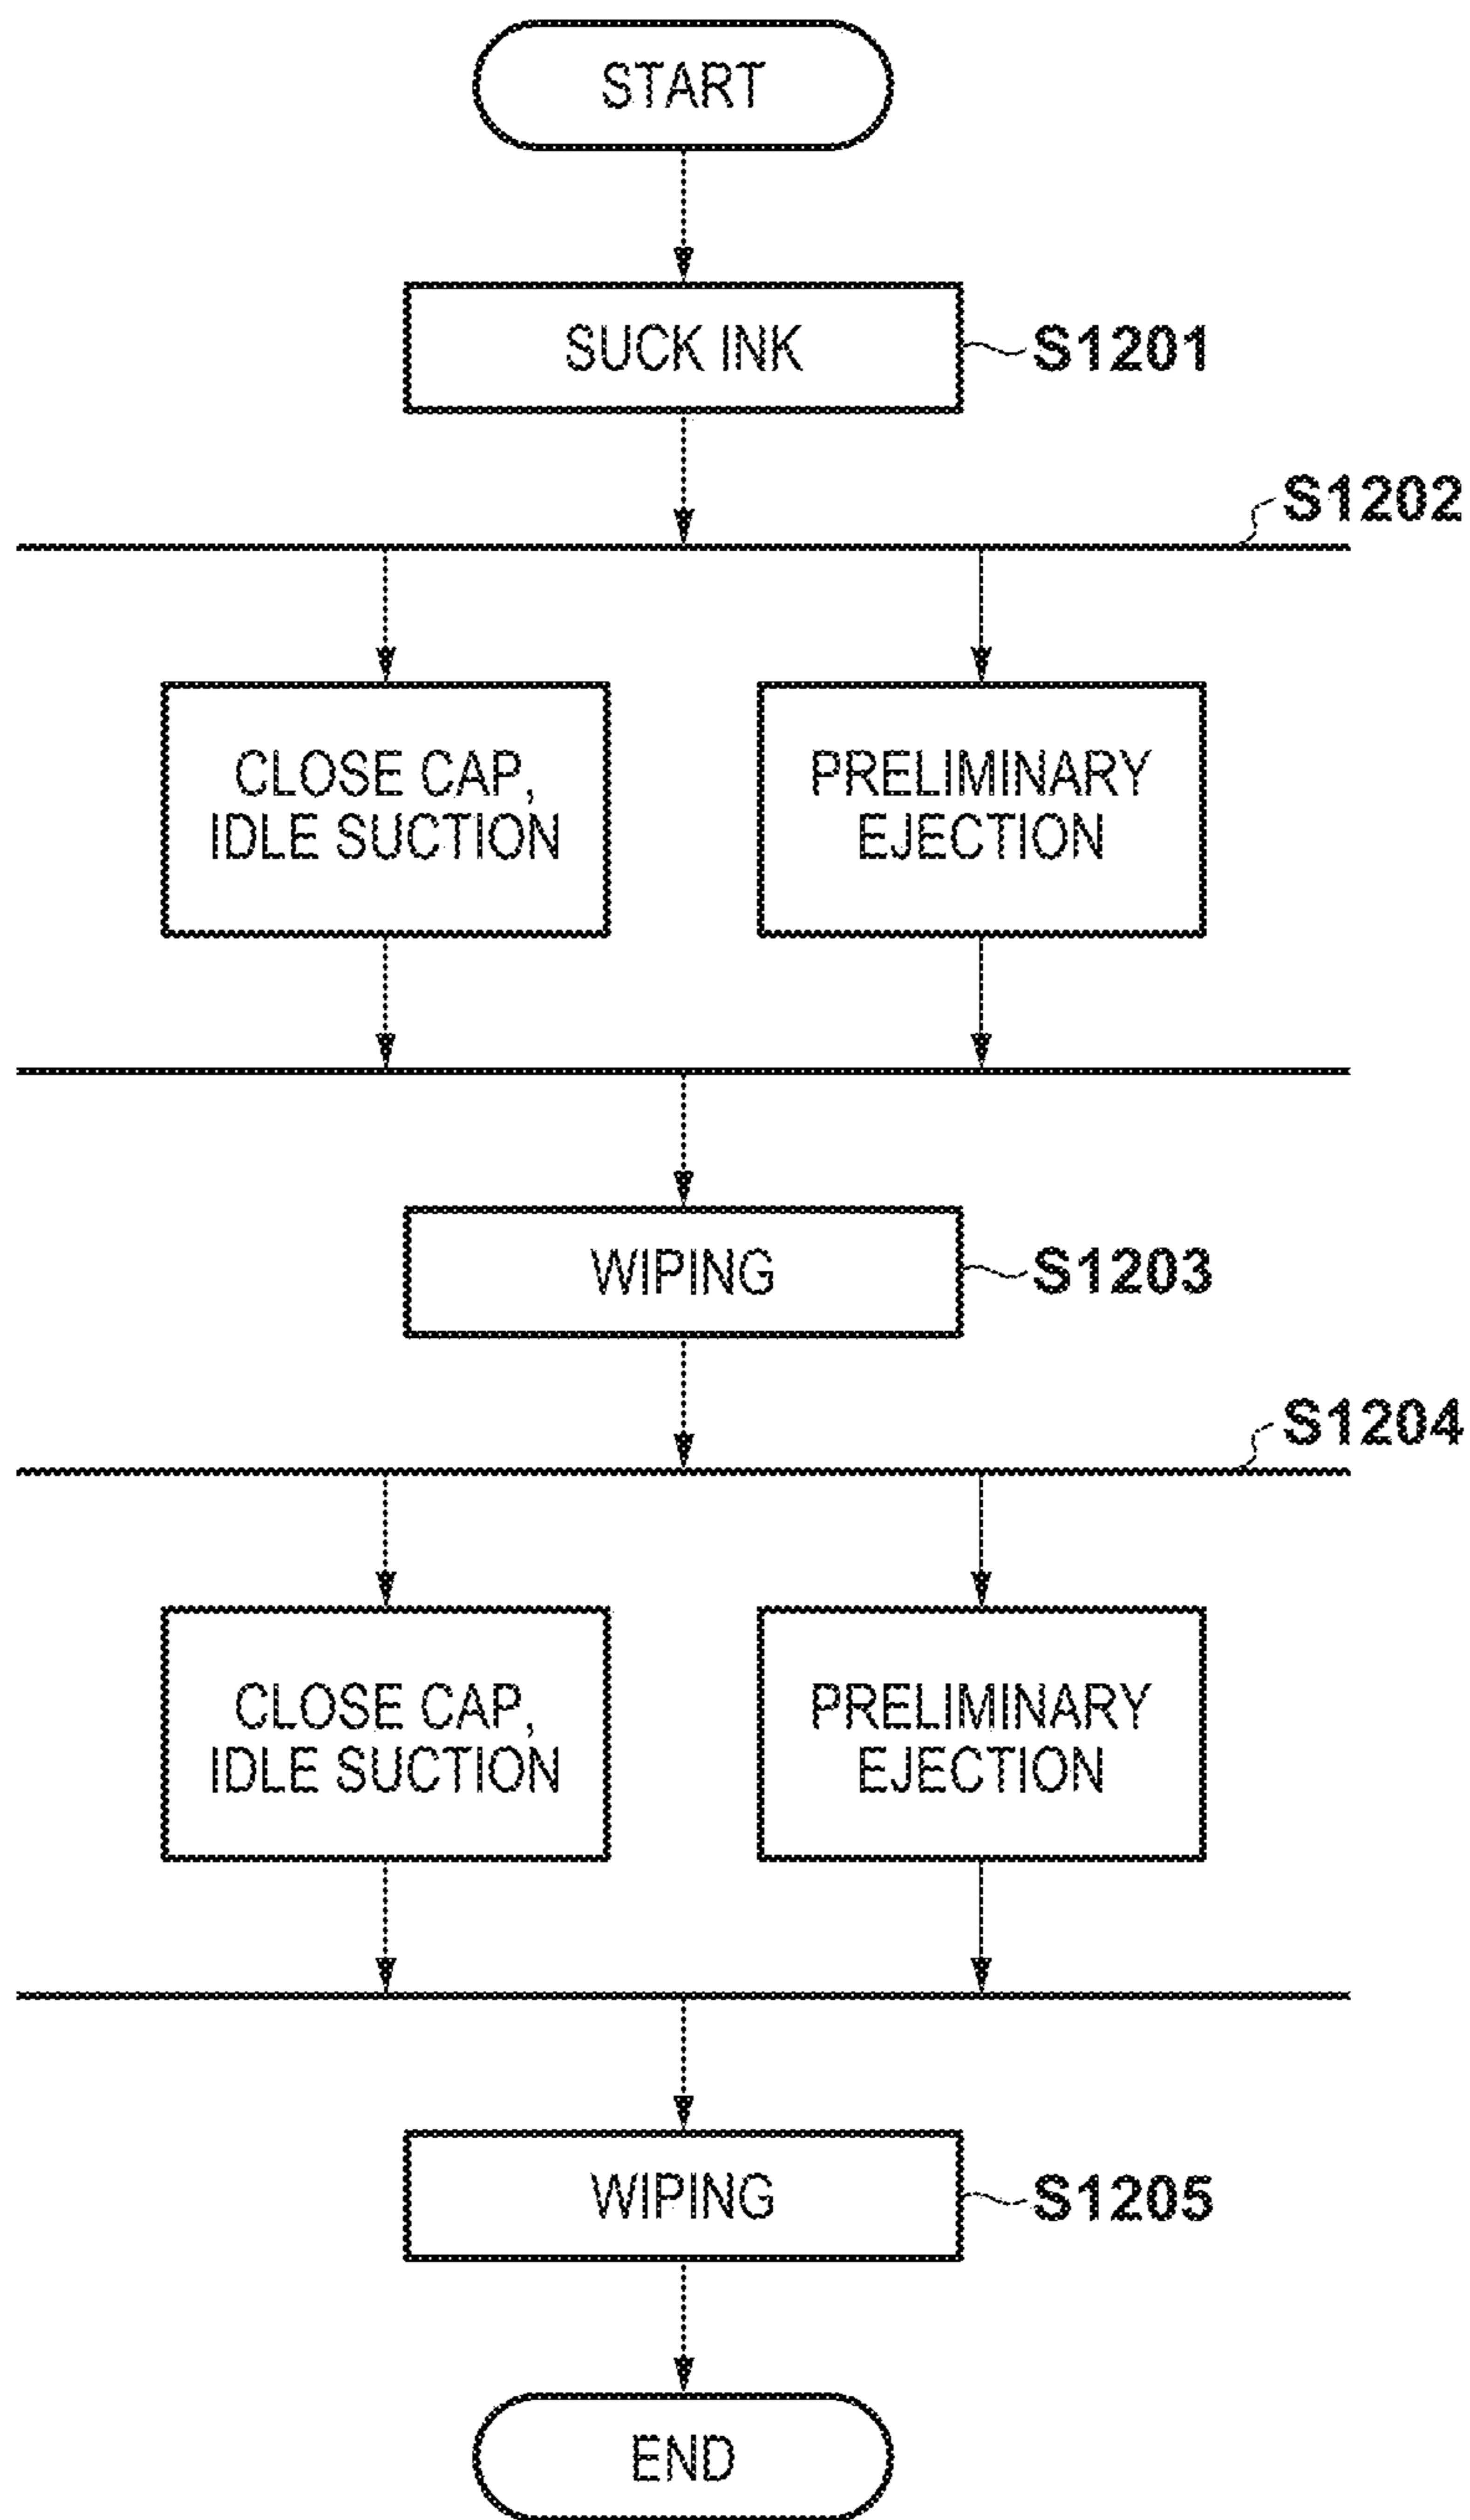 START
SUCK INK
S1201
S1202
CLOSE CAP,
IDLE SUCTION
PRELIMINARY
EJECTION
WIPING
S1203
S1204
CLOSE CAP,
IDLE SUCTION
PRELIMINARY
EJECTION
WIPING
S1205
END